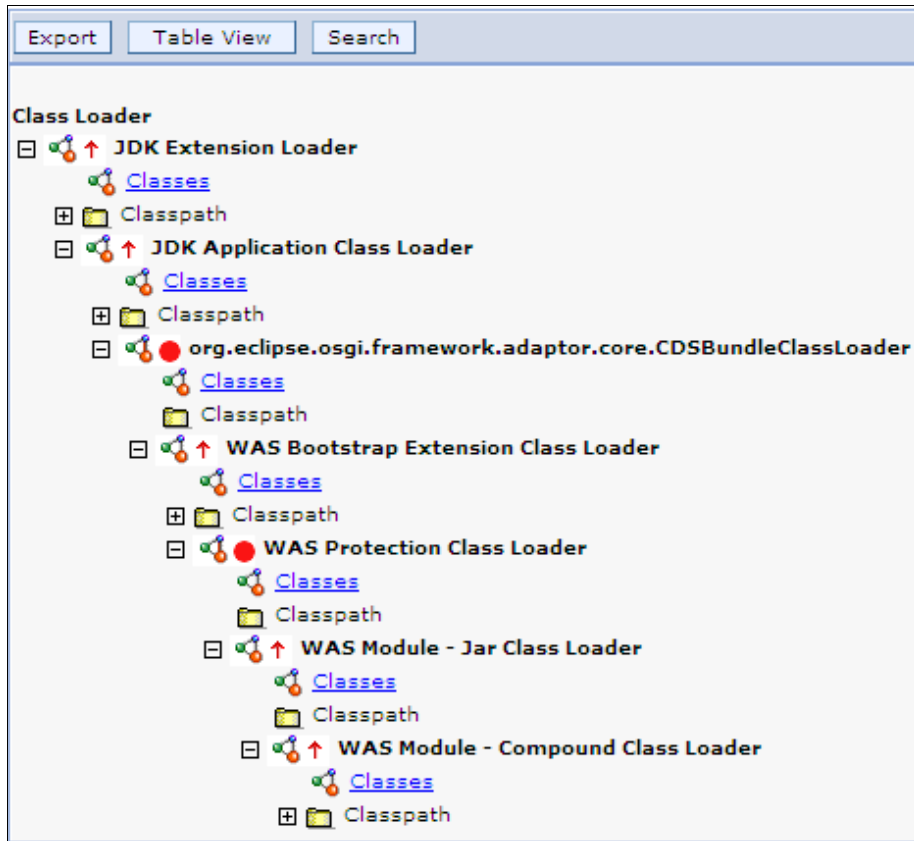 Export Table View Search
Class Loader
JDK Extension Loader
Classes
Classpath
JDK Application Class Loader
Classes
Classpath
org.eclipse.osgi.framework.adaptor.core.CDSBundleClassLoader
Classes
Classpath
WAS Bootstrap Extension Class Loader
Classes
Classpath
WAS Protection Class Loader
Classes
Classpath
WAS Module - Jar Class Loader
Classes
Classpath
WAS Module - Compound Class Loader
Classes
Classpath